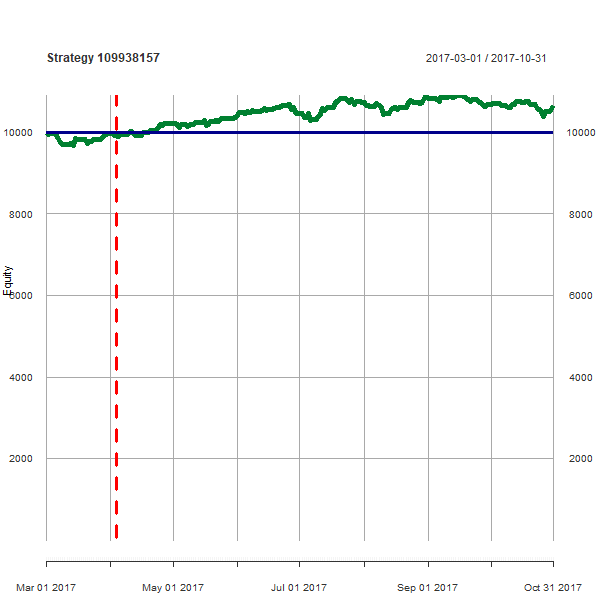 Strategy 109938157
2017-03-01 / 2017-10-31
10000
10000
8000
8000
Equity
6000
6000
4000
4000
2000
2000
Mar 01 2017
May 01 2017
Jul 01 2017
Sep 01 2017
Oct 31 2017